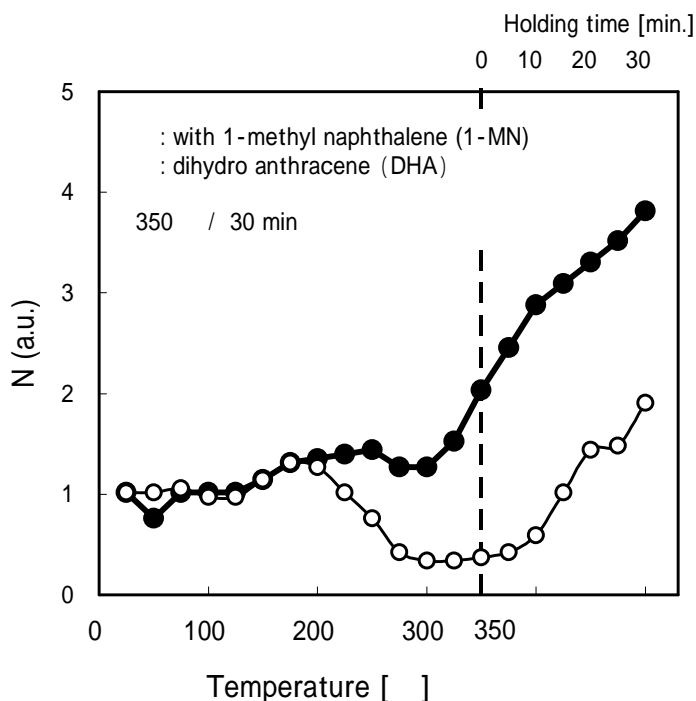 Holding time [min.]
0 10 20 30
5
: with 1-methyl naphthalene (1-MN)
: dihydro anthracene (DHA)
4
350 / 30 min
3
N (a.u.)
2
1
0
0 100 200 300 350
Temperature [ ]